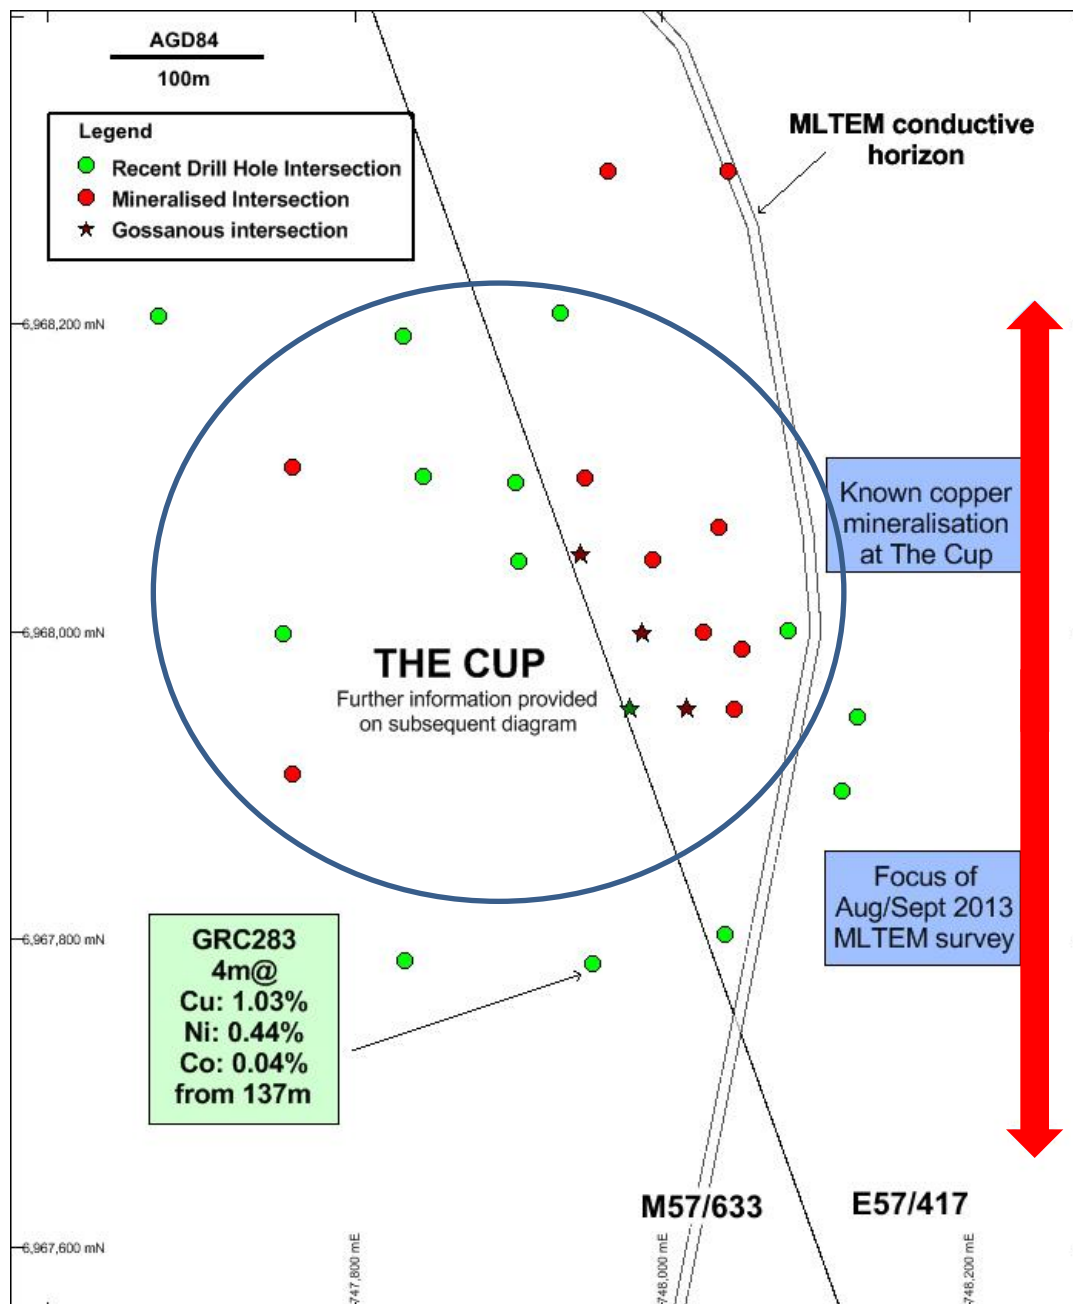 AGD84
100m
Legend
Recent Drill Hole Intersection
Mineralised Intersection
Gossanous intersection
MLTEM conductive
horizon
6,968,200 mN
Known copper
mineralisation
at The Cup
6,968,000 mN
THE CUP
Further information provided
on subsequent diagram
Focus of
Aug/Sept 2013
MLTEM survey
6,967,800 mN
GRC283
4m@
Cu: 1.03%
Ni: 0.44%
Co: 0.04%
from 137m
M57/633
E57/417
6,967,600 mN
747,800 mE
748,000 mE
748,200 mE